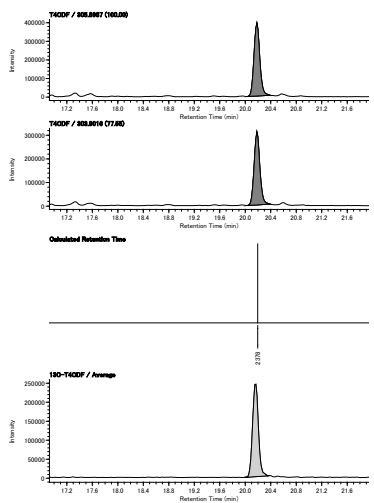 T4CDF / 305.8987 (100.00)
400000
300000
200000
100000
0
Intensity
17.2 17.6 18.0 18.4 18.8 19.2 19.6 20.0 20.4 20.8 21.2 21.6
Retention Time (min)
T4CDF / 303.9016 (77.55)
300000
200000
100000
0
Intensity
17.2 17.6 18.0 18.4 18.8 19.2 19.6 20.0 20.4 20.8 21.2 21.6
Retention Time (min)
Calculated Retention Time
2378
13C-T4CDF / Average
250000
200000
150000
100000
50000
0
Intensity
17.2 17.6 18.0 18.4 18.8 19.2 19.6 20.0 20.4 20.8 21.2 21.6
Retention Time (min)